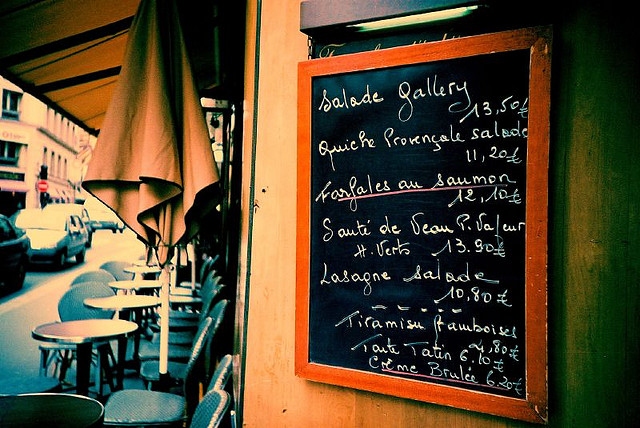 Salade Gallery
13,50€
Quiche Provençale salade
11,20€
Farfales au saumon
12,10€
Sauté de Veau P. Valeur
H. Verts 13.90€
Lasagne salade
10,80€
Tiramisu framboises
4,80€
Tarte Tatin 6,10€
Crème Brulée 6,20€